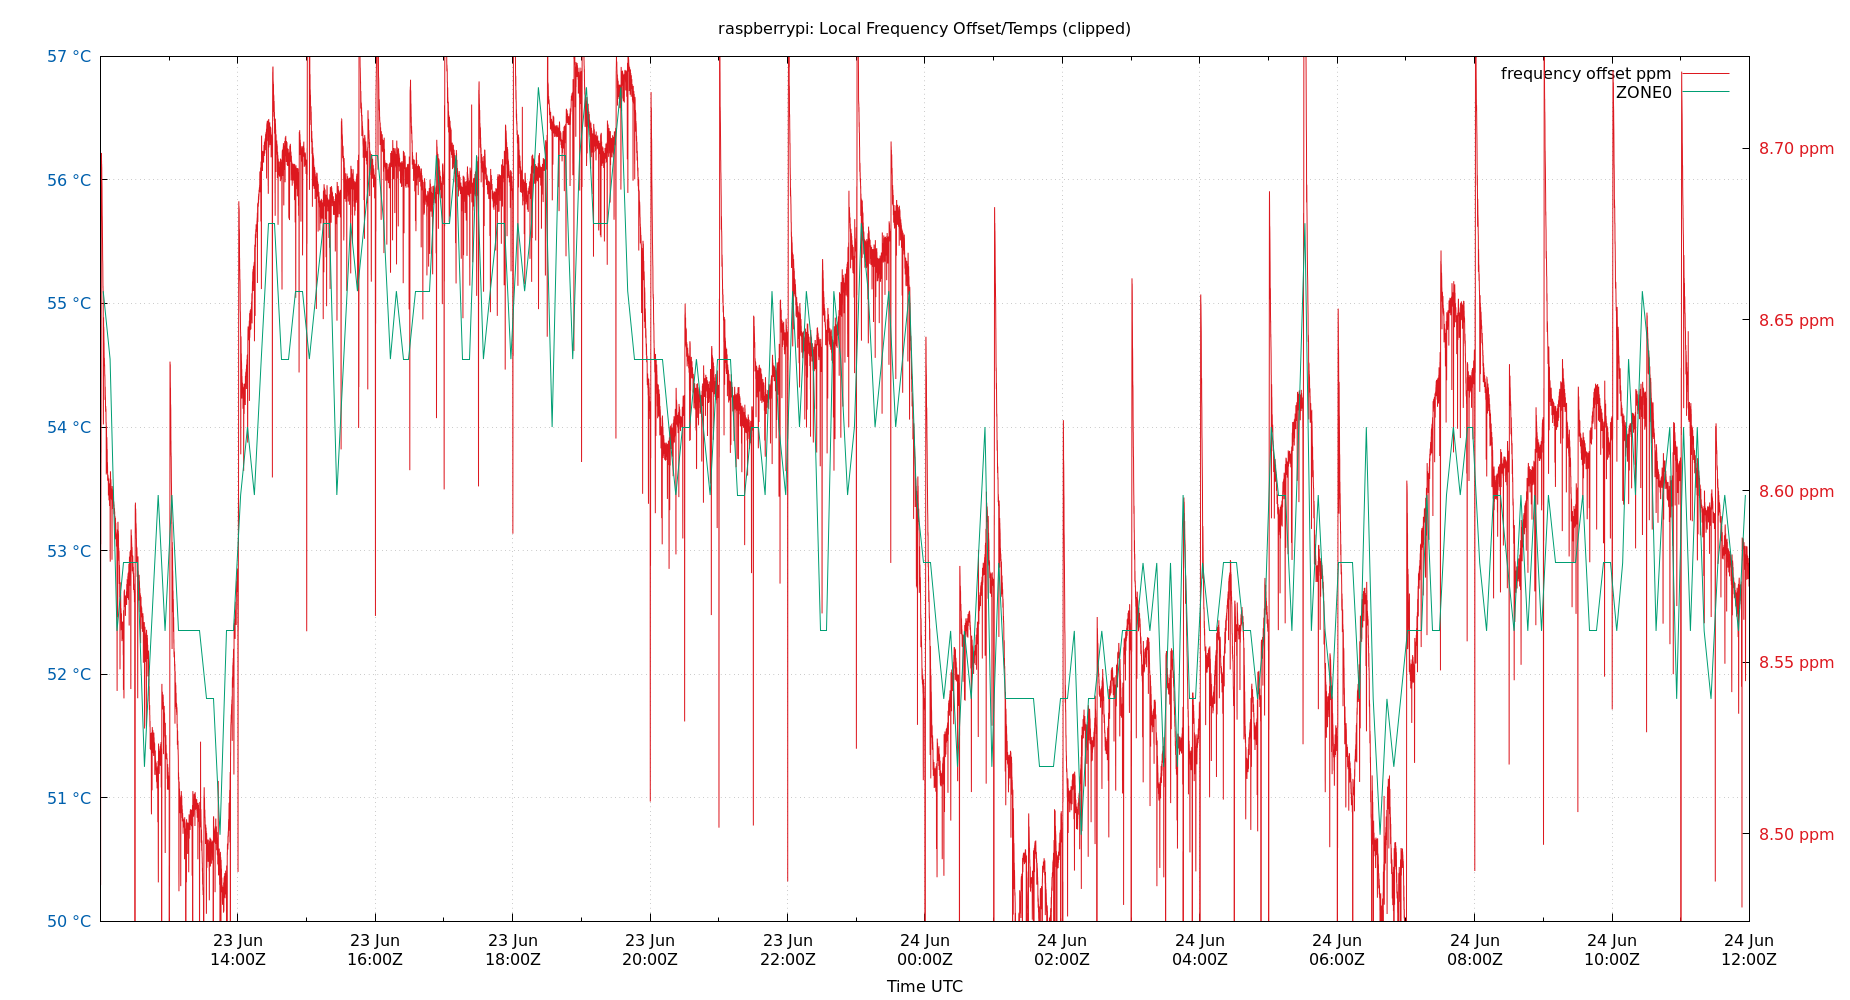 raspberrypi: Local Frequency Offset/Temps (clipped)
frequency offset ppm
ZONE0
57 °C
56 °C
55 °C
54 °C
53 °C
52 °C
51 °C
50 °C
8.70 ppm
8.65 ppm
8.60 ppm
8.55 ppm
8.50 ppm
23 Jun 23 Jun 23 Jun 23 Jun 23 Jun 24 Jun 24 Jun 24 Jun 24 Jun 24 Jun 24 Jun 24 Jun
14:00Z 16:00Z 18:00Z 20:00Z 22:00Z 00:00Z 02:00Z 04:00Z 06:00Z 08:00Z 10:00Z 12:00Z
Time UTC